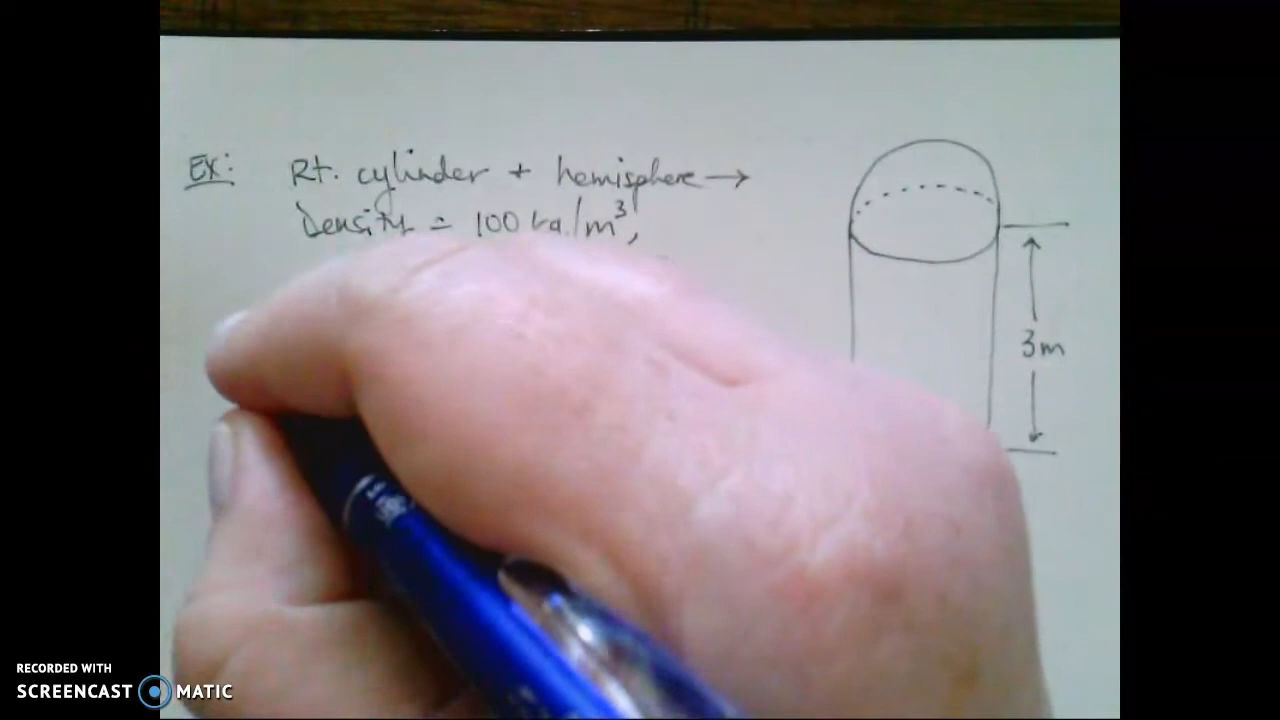 Ex: Rt. cylinder + hemisphere →
Density = 100 kg/m³,
3m
RECORDED WITH
SCREENCAST MATIC